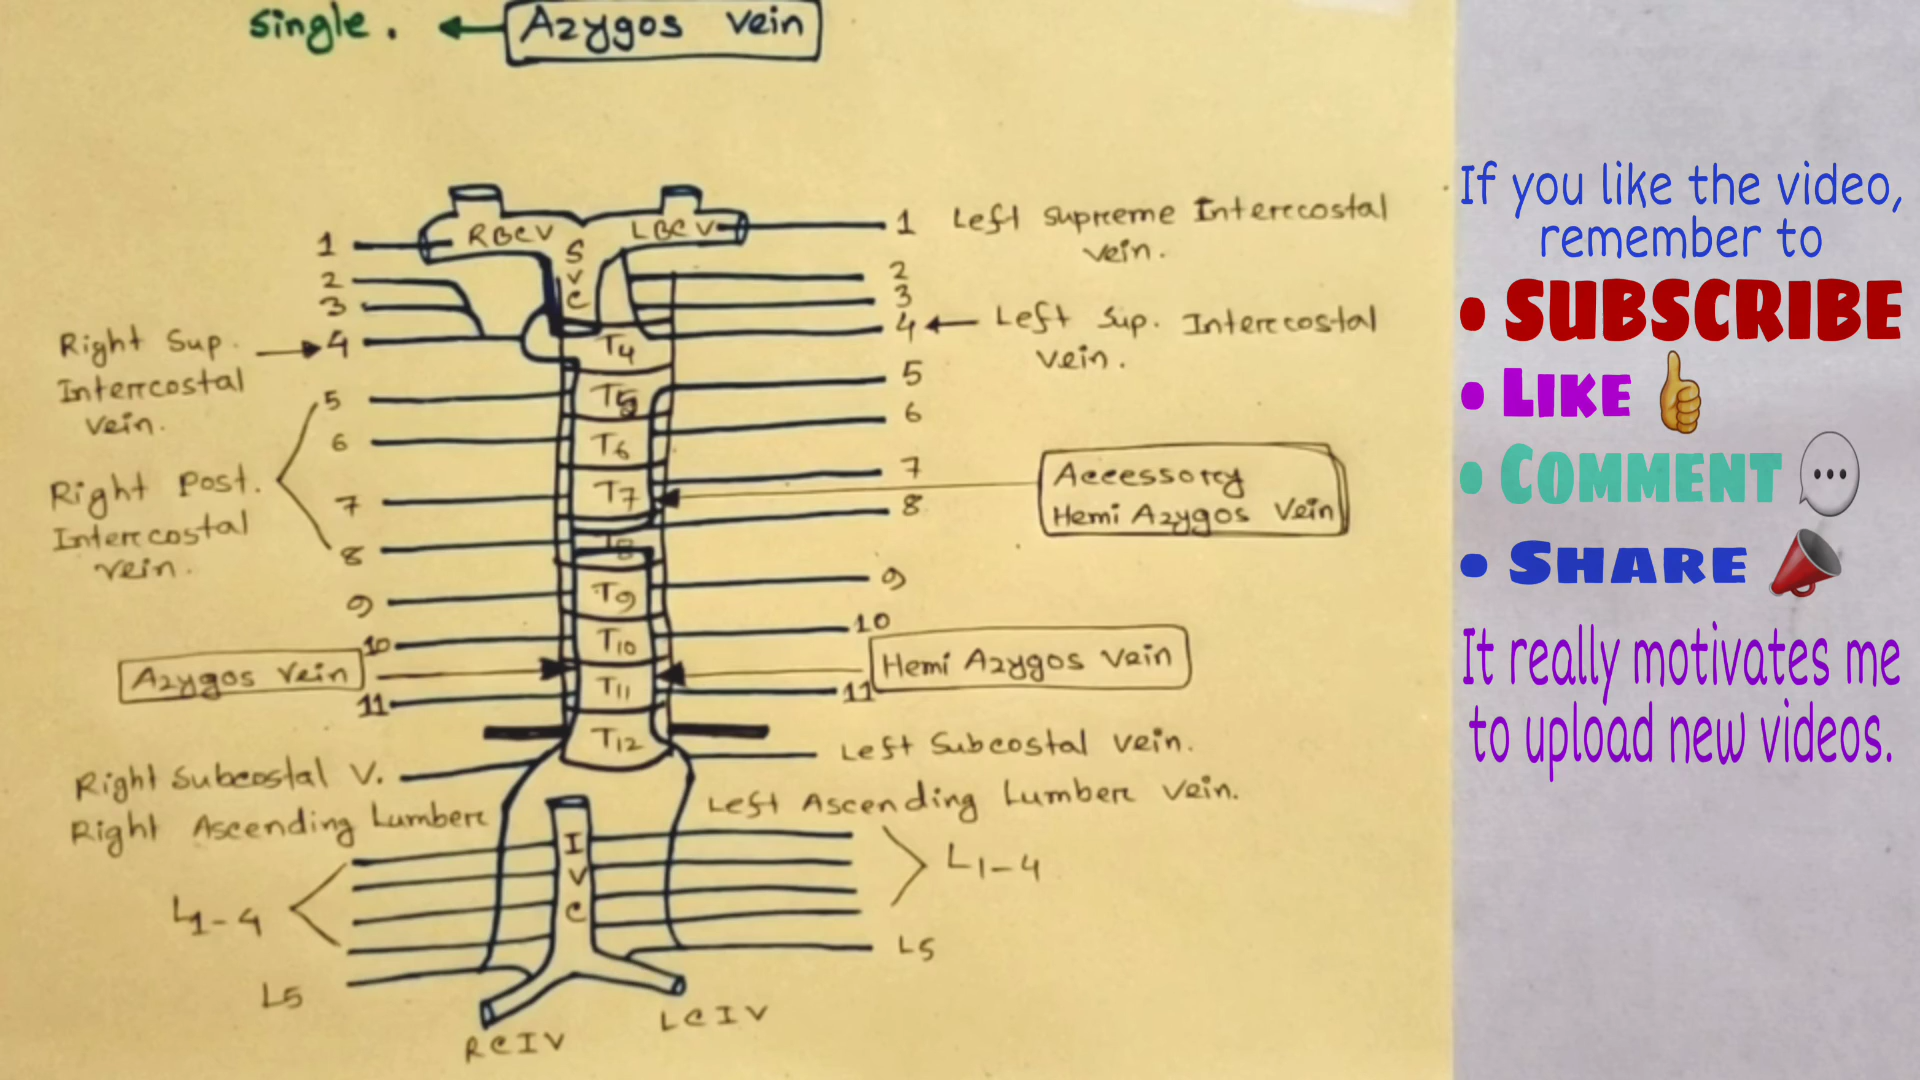 single. ← Azygos vein
RBCV
LBCV
S
V
C
1
2
3
4
Right Sup.
Intercostal
vein.
5
6
7
8
Right Post.
Intercostal
vein.
9
10
Azygos vein
11
Right Subcostal V.
Right Ascending Lumber
L1-4
L5
T4
T5
T6
T7
T8
T9
T10
T11
T12
I
V
C
RCIV
LCIV
1 Left Supreme Intercostal
vein.
2
3
4 ← Left Sup. Intercostal
vein.
5
6
7
8
Accessory
Hemi Azygos Vein
9
10
Hemi Azygos Vein
11
Left Subcostal vein.
Left Ascending Lumber vein.
L1-4
L5
If you like the video,
remember to
• SUBSCRIBE
• LIKE 👍
• COMMENT 💬
• SHARE 📣
It really motivates me
to upload new videos.